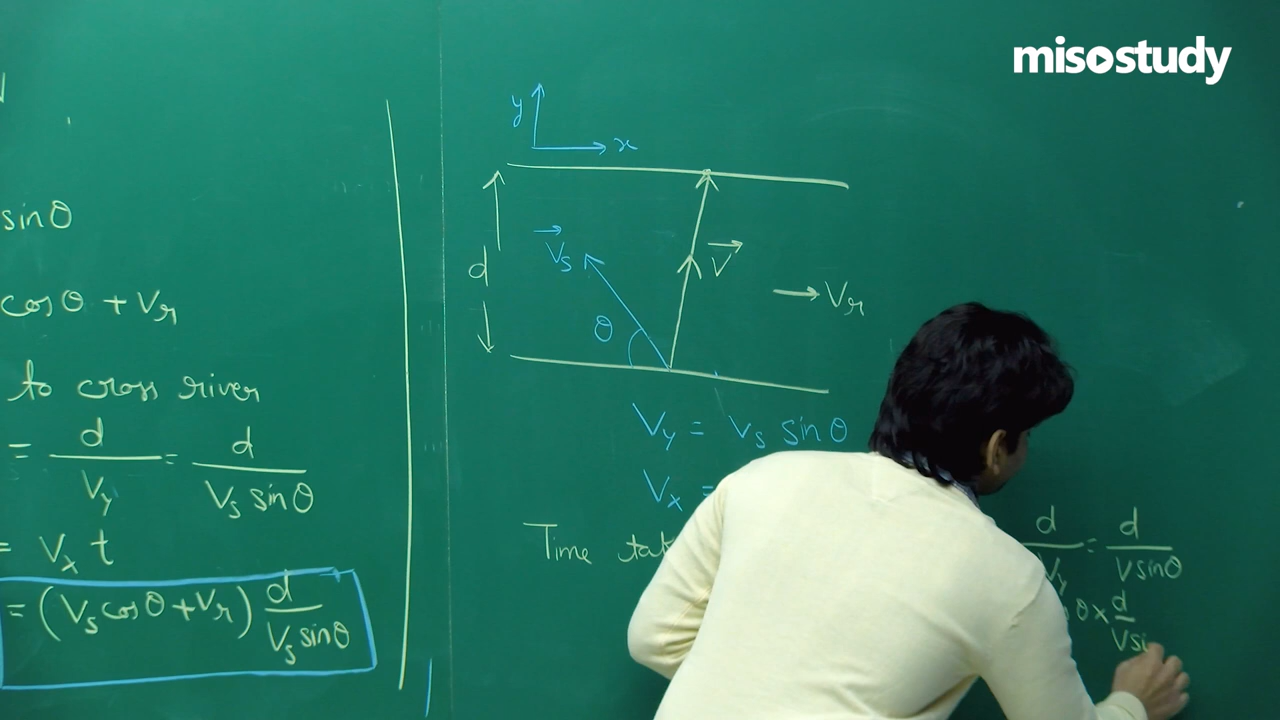 misostudy
sinθ
cosθ + Vr
to cross river
= d / Vy = d / Vs sinθ
= Vx t
= (Vs cosθ + Vr) d / Vs sinθ
y
x
d
Vs
θ
V
Vr
Vy = Vs sinθ
Vx =
Time
d / Vy = d / V sinθ
θ × d / V si